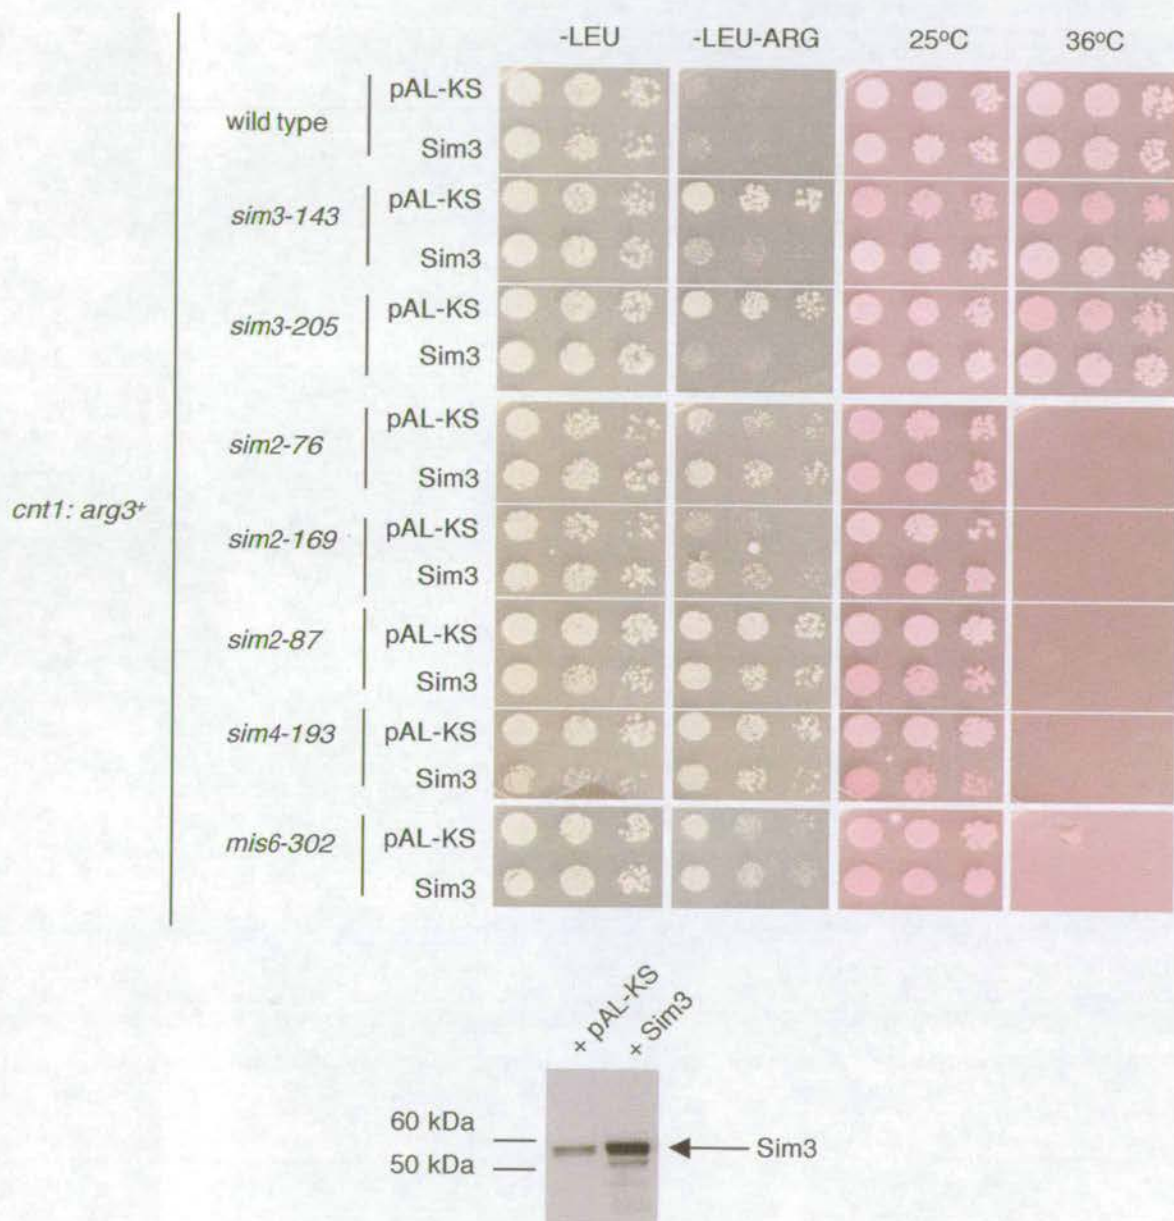 -LEU -LEU-ARG 25ºC 36ºC
wild type
pAL-KS
Sim3
sim3-143
pAL-KS
Sim3
sim3-205
pAL-KS
Sim3
sim2-76
pAL-KS
Sim3
cnt1: arg3⁺
sim2-169
pAL-KS
Sim3
sim2-87
pAL-KS
Sim3
sim4-193
pAL-KS
Sim3
mis6-302
pAL-KS
Sim3
+ pAL-KS
+ Sim3
60 kDa
Sim3
50 kDa